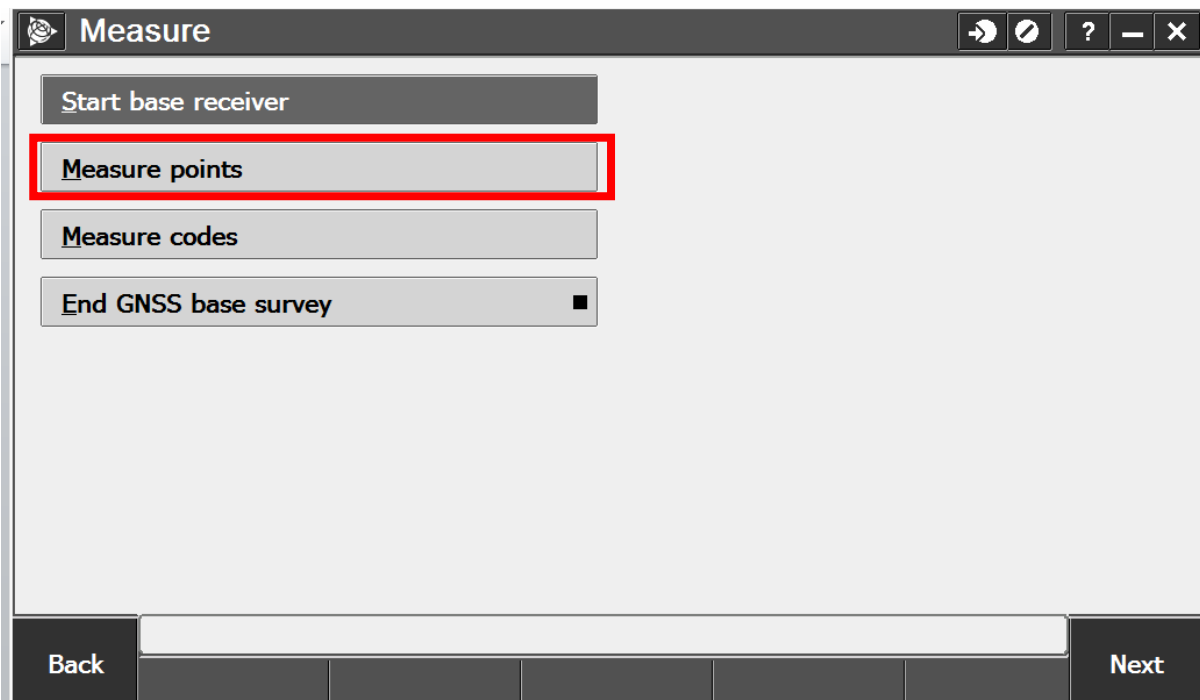 Measure
?
Start base receiver
Measure points
Measure codes
End GNSS base survey
Back
Next